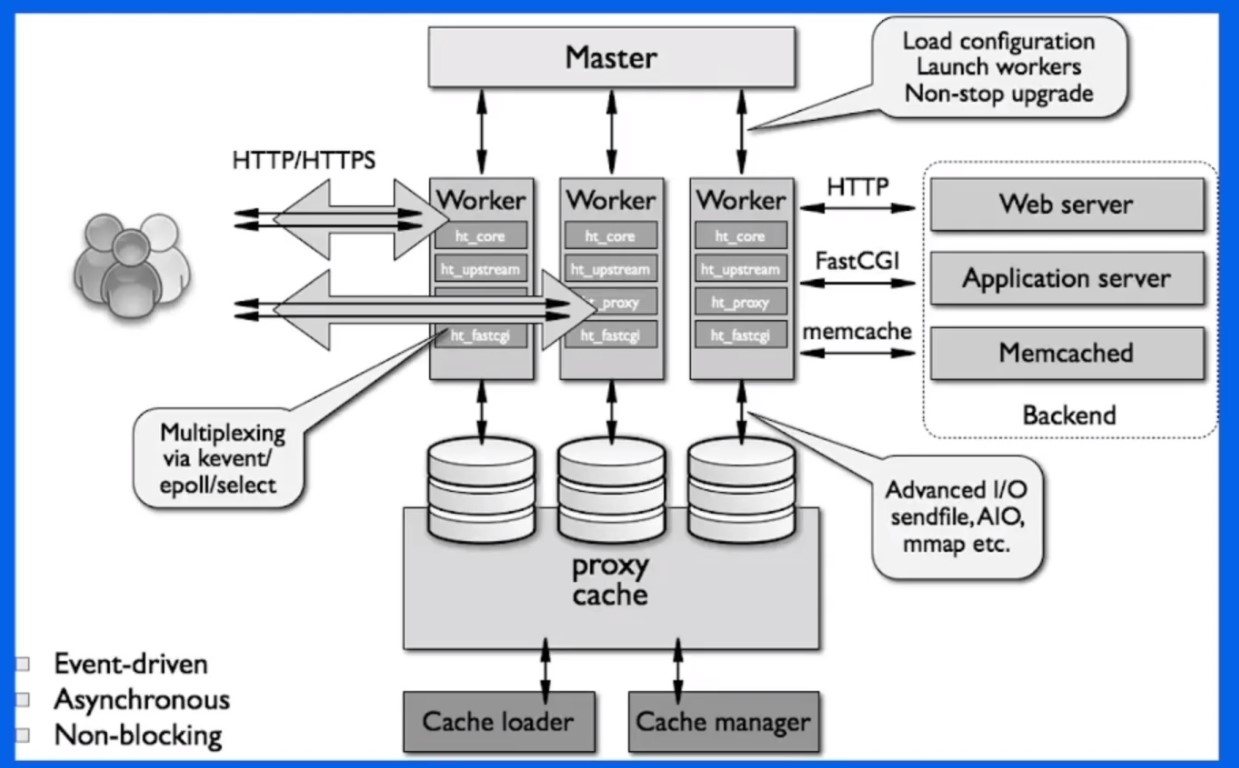 Master
Load configuration
Launch workers
Non-stop upgrade
HTTP/HTTPS
Worker
ht_core
ht_upstream
ht_fastcgi
Worker
ht_core
ht_upstream
_proxy
ht_fastcgi
Worker
ht_core
ht_upstream
ht_proxy
ht_fastcgi
HTTP
FastCGI
memcache
Web server
Application server
Memcached
Backend
Multiplexing
via kevent/
epoll/select
Advanced I/O
sendfile, AIO,
mmap etc.
proxy
cache
Cache loader
Cache manager
Event-driven
Asynchronous
Non-blocking